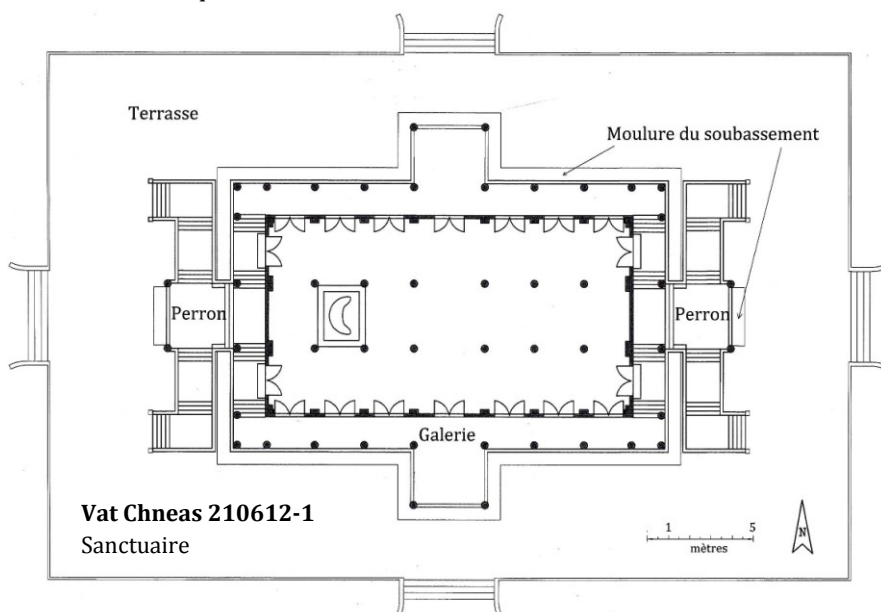 Terrasse
Moulure du soubassement
Perron
Perron
Galerie
Vat Chneas 210612-1
Sanctuaire
1 5
mètres
N